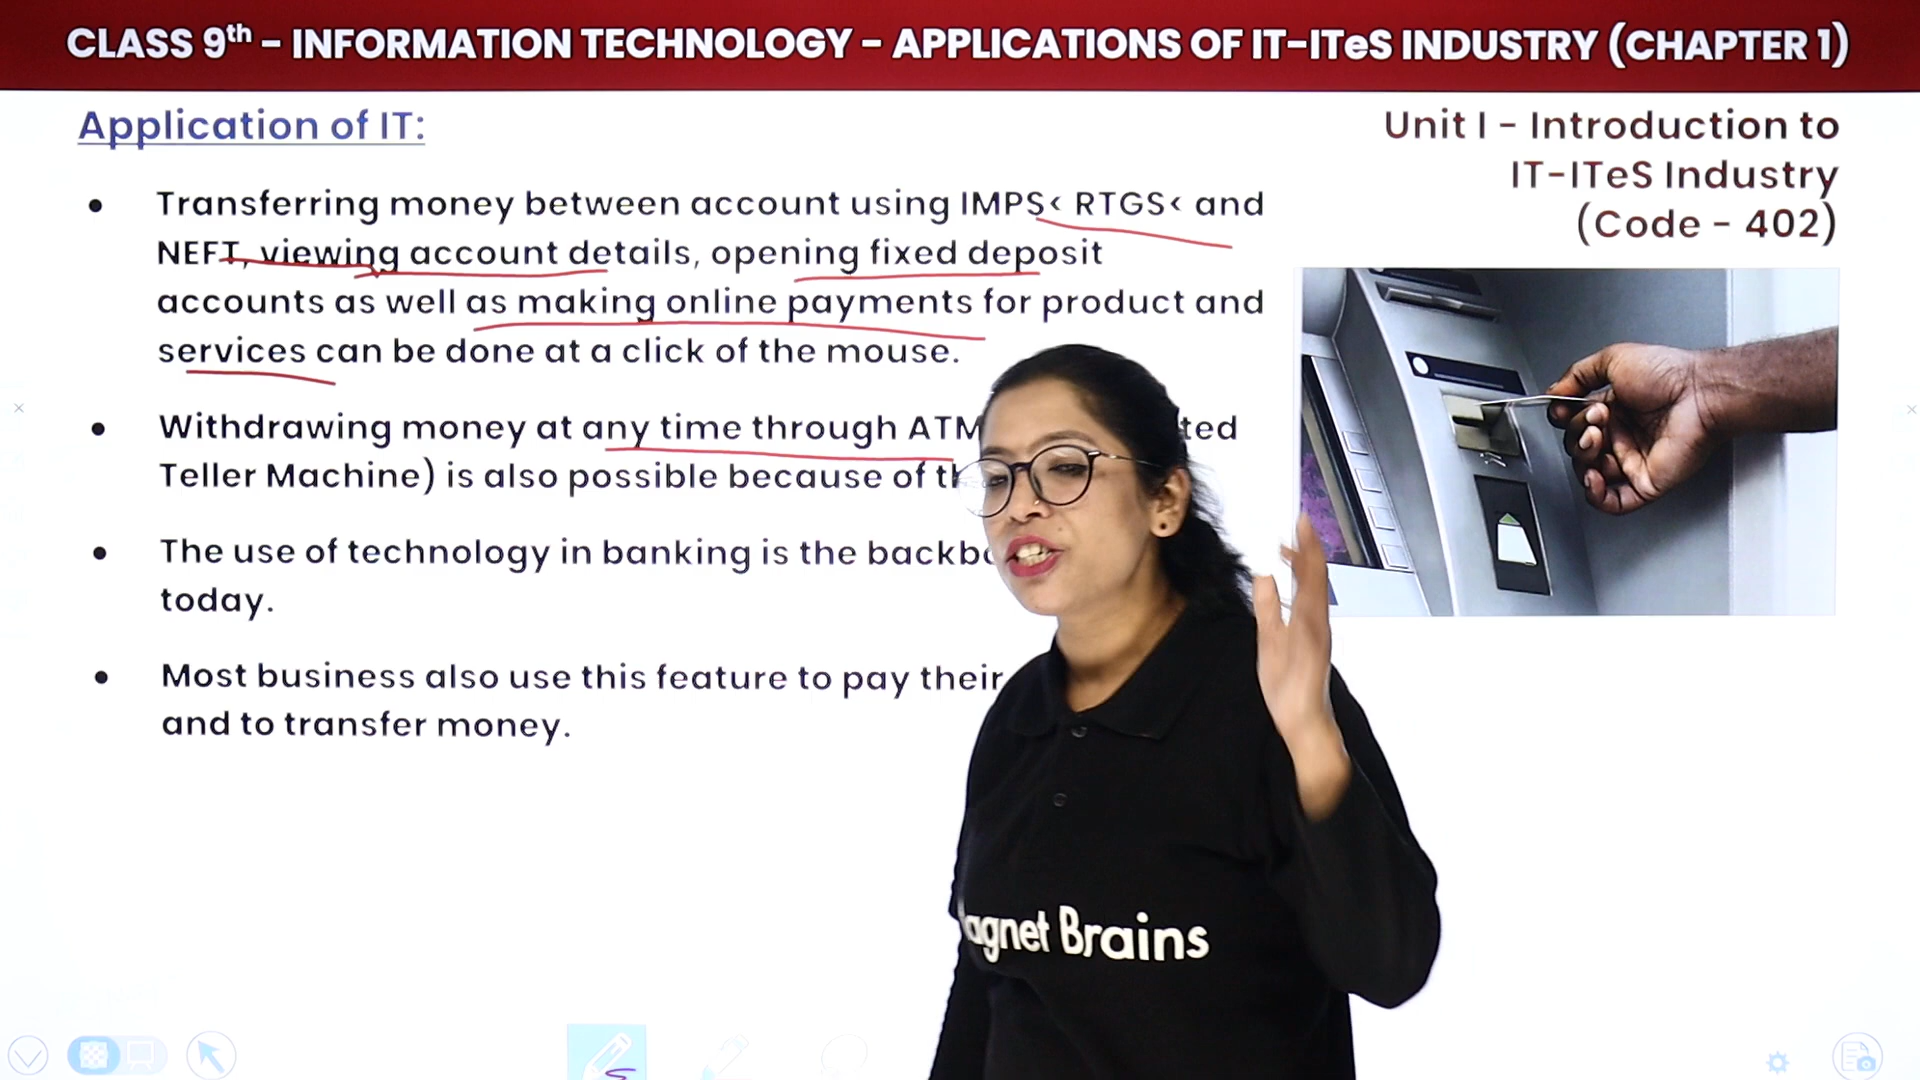 CLASS 9th - INFORMATION TECHNOLOGY - APPLICATIONS OF IT-ITeS INDUSTRY (CHAPTER 1)
Application of IT:
Unit I - Introduction to
IT-ITeS Industry
(Code - 402)
• Transferring money between account using IMPS< RTGS< and
NEFT, viewing account details, opening fixed deposit
accounts as well as making online payments for product and
services can be done at a click of the mouse.
• Withdrawing money at any time through ATM
Teller Machine) is also possible because of
• The use of technology in banking is the
today.
• Most business also use this feature to pay their
and to transfer money.
Brains